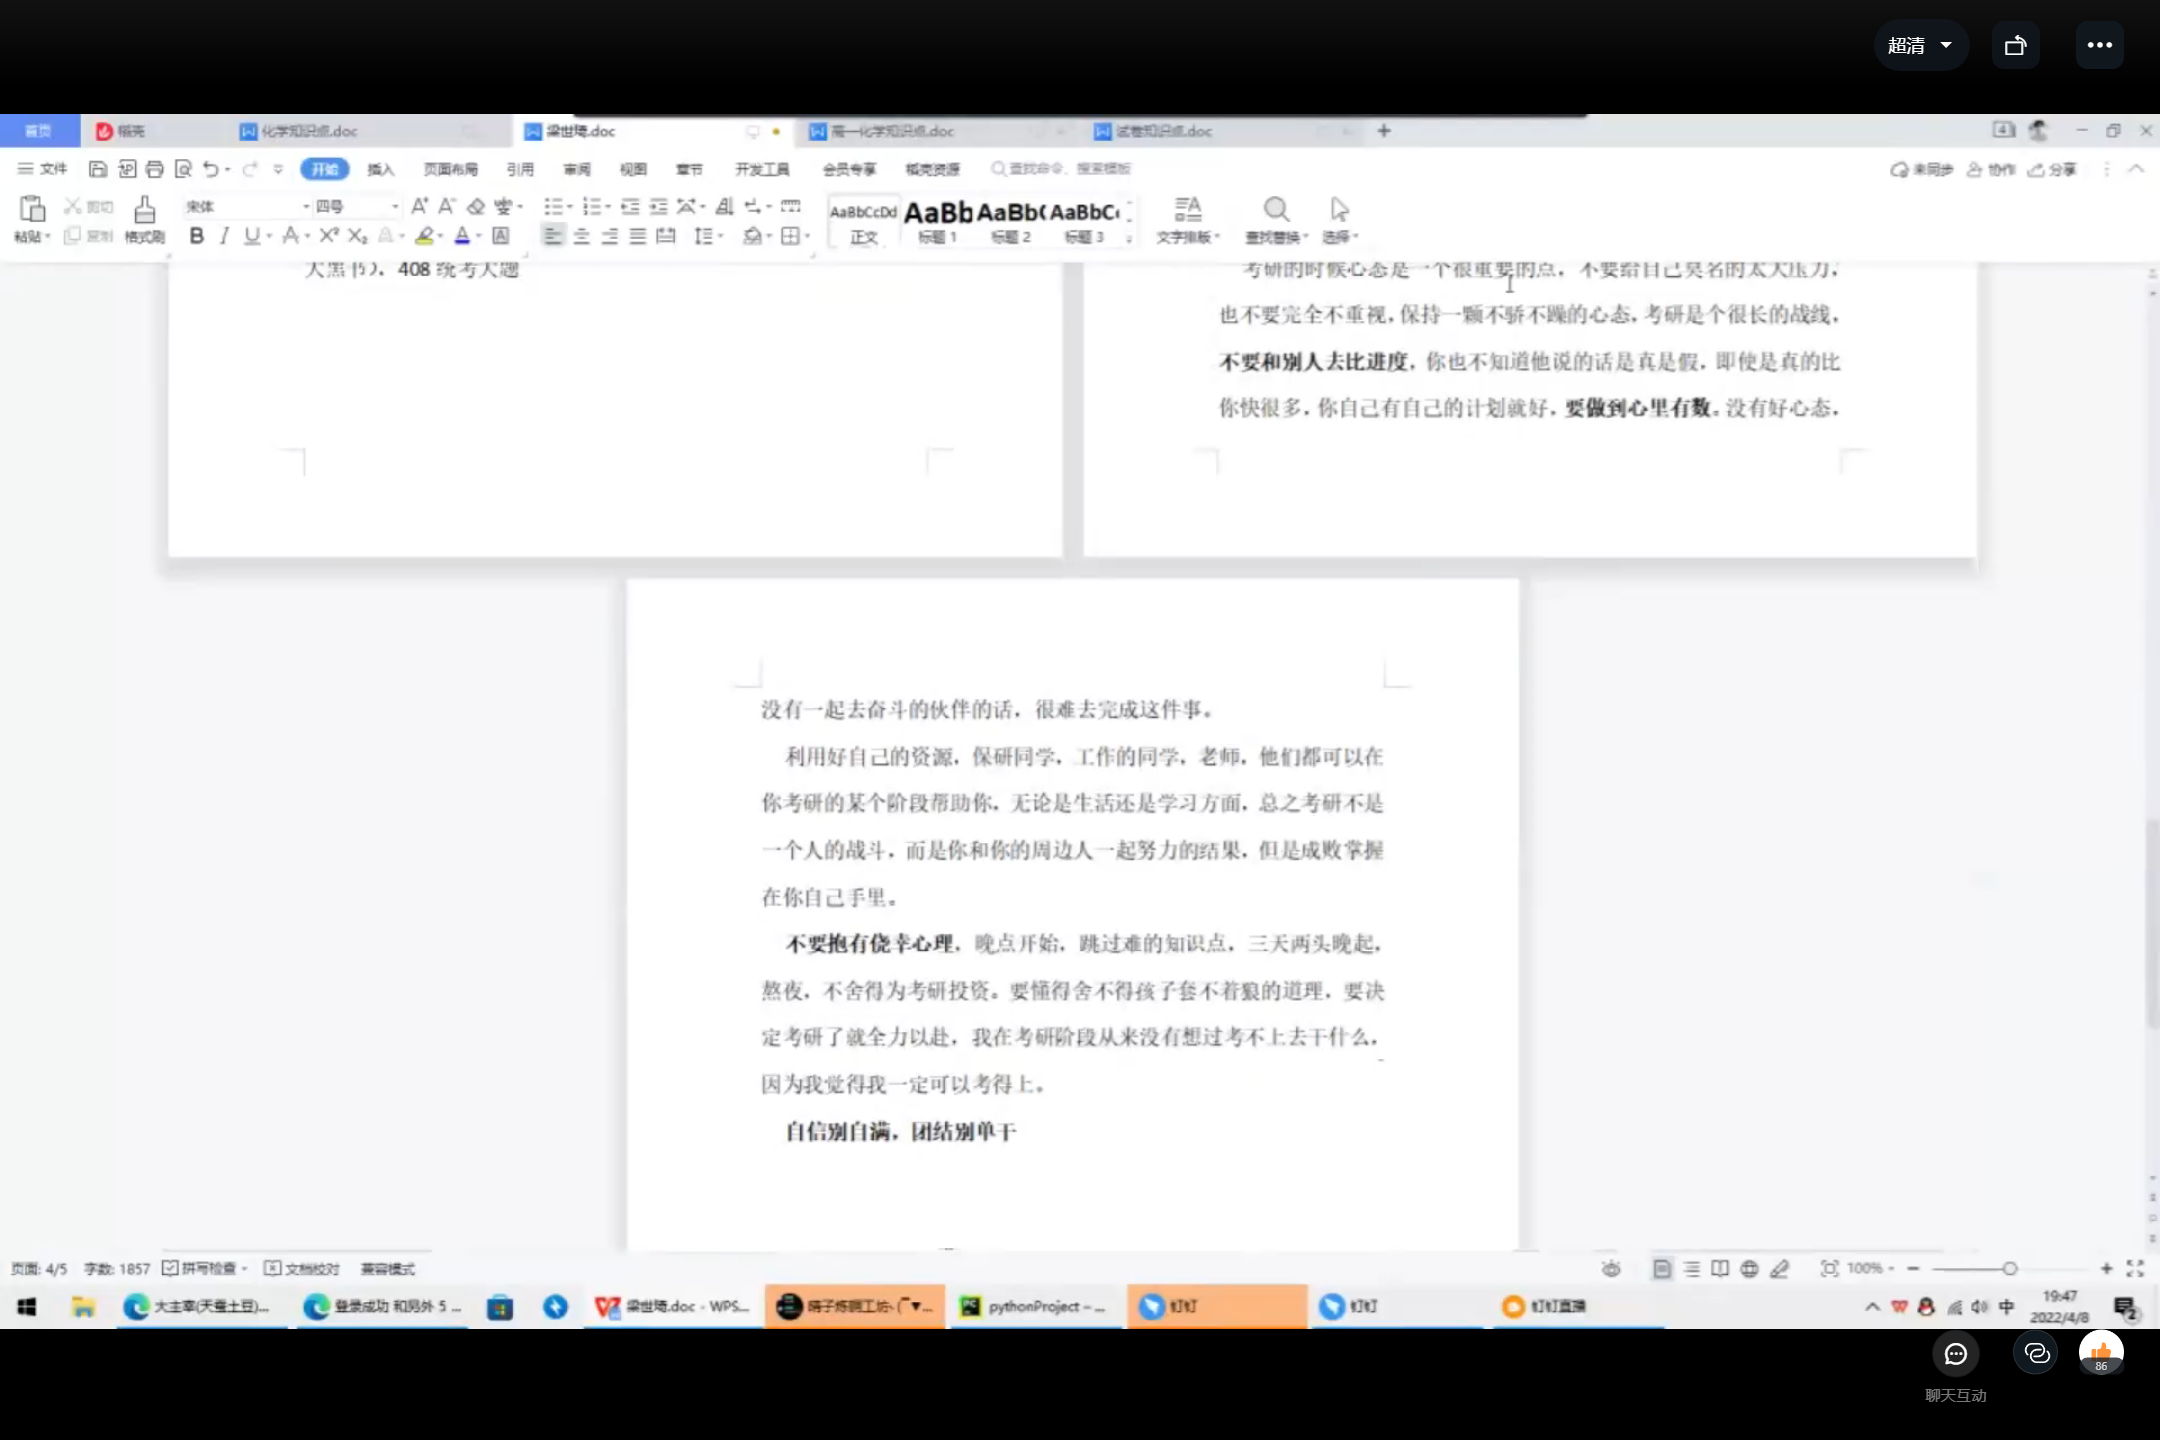 超清
首页
稻壳
化学知识点.doc
梁世琦.doc
高一化学知识点.doc
试卷知识点.doc
文件
开始
插入
页面布局
引用
审阅
视图
章节
开发工具
会员专享
稻壳资源
查找命令、搜索模板
未同步
协作
分享
粘贴
剪切
复制
格式刷
宋体
四号
AaBbCcDd
正文
AaBb
标题 1
AaBb(
标题 2
AaBbC
标题 3
文字排版
查找替换
选择
大黑书)，408 统考大题
考研的时候心态是一个很重要的点，不要给自己莫名的太大压力，
也不要完全不重视，保持一颗不骄不躁的心态，考研是个很长的战线，
不要和别人去比进度，你也不知道他说的话是真是假，即使是真的比
你快很多，你自己有自己的计划就好，要做到心里有数。没有好心态，
没有一起去奋斗的伙伴的话，很难去完成这件事。
利用好自己的资源，保研同学，工作的同学，老师，他们都可以在
你考研的某个阶段帮助你，无论是生活还是学习方面，总之考研不是
一个人的战斗，而是你和你的周边人一起努力的结果，但是成败掌握
在你自己手里。
不要抱有侥幸心理，晚点开始，跳过难的知识点，三天两头晚起，
熬夜，不舍得为考研投资。要懂得舍不得孩子套不着狼的道理，要决
定考研了就全力以赴，我在考研阶段从来没有想过考不上去干什么，
因为我觉得我一定可以考得上。
自信别自满，团结别单干
页面: 4/5
字数: 1857
拼写检查
文档校对
兼容模式
100%
大主宰(天蚕土豆)...
登录成功 和另外 5 ...
梁世琦.doc - WPS...
pythonProject – ...
钉钉
钉钉
钉钉直播
中
19:47
2022/4/8
2
86
聊天互动